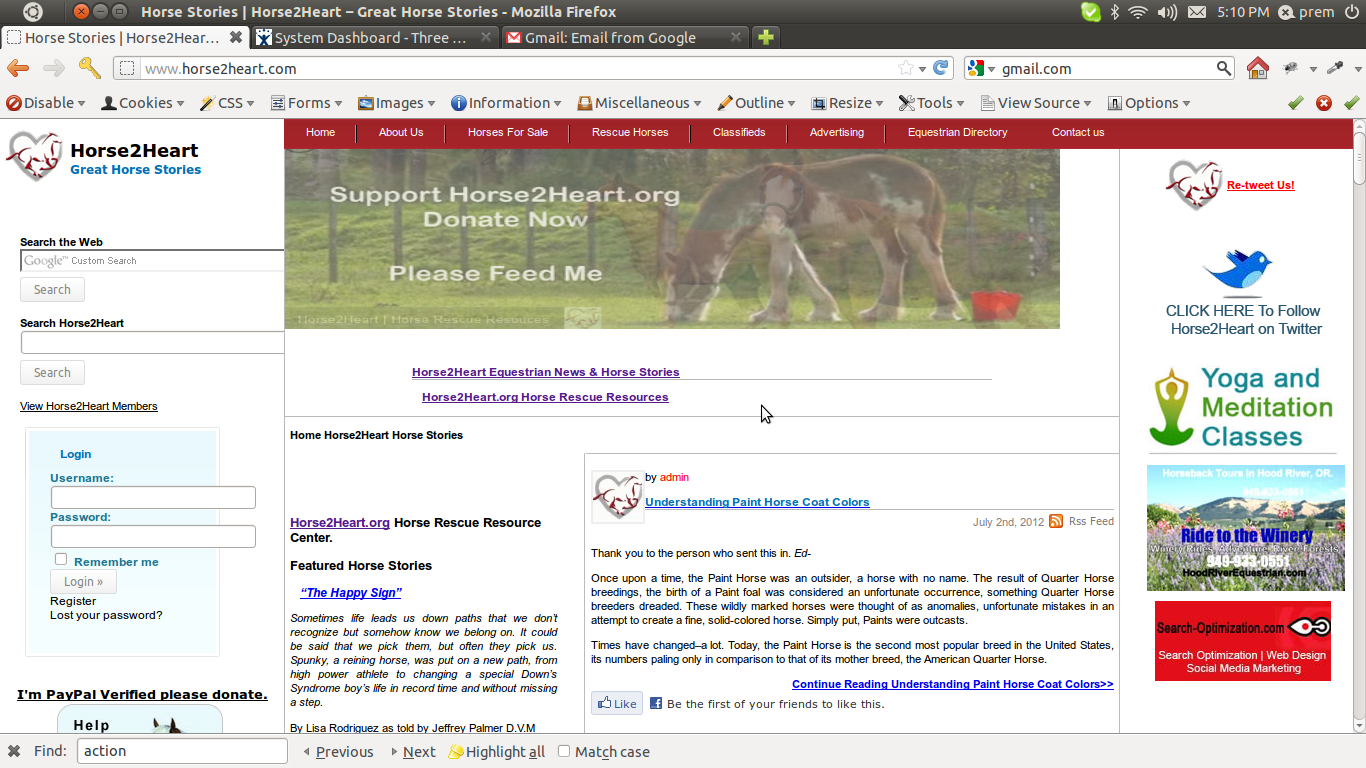 Horse Stories | Horse2Heart – Great Horse Stories - Mozilla Firefox
5:10 PM
prem
Horse Stories | Horse2Hear...
System Dashboard - Three ...
Gmail: Email from Google
www.horse2heart.com
gmail.com
Disable
Cookies
CSS
Forms
Images
Information
Miscellaneous
Outline
Resize
Tools
View Source
Options
Horse2Heart
Great Horse Stories
Home
About Us
Horses For Sale
Rescue Horses
Classifieds
Advertising
Equestrian Directory
Contact us
Search the Web
Google™ Custom Search
Search
Search Horse2Heart
Search
View Horse2Heart Members
Login
Username:
Password:
Remember me
Login »
Register
Lost your password?
I'm PayPal Verified please donate.
Help
Support Horse2Heart.org
Donate Now
Please Feed Me
Horse2Heart | Horse Rescue Resources
Horse2Heart Equestrian News & Horse Stories
Horse2Heart.org Horse Rescue Resources
Home Horse2Heart Horse Stories
Horse2Heart.org Horse Rescue Resource
Center.
Featured Horse Stories
“The Happy Sign”
Sometimes life leads us down paths that we don’t
recognize but somehow know we belong on. It could
be said that we pick them, but often they pick us.
Spunky, a reining horse, was put on a new path, from
high power athlete to changing a special Down’s
Syndrome boy’s life in record time and without missing
a step.
By Lisa Rodriguez as told by Jeffrey Palmer D.V.M
by admin
Understanding Paint Horse Coat Colors
July 2nd, 2012
Rss Feed
Thank you to the person who sent this in. Ed-
Once upon a time, the Paint Horse was an outsider, a horse with no name. The result of Quarter Horse
breedings, the birth of a Paint foal was considered an unfortunate occurrence, something Quarter Horse
breeders dreaded. These wildly marked horses were thought of as anomalies, unfortunate mistakes in an
attempt to create a fine, solid-colored horse. Simply put, Paints were outcasts.
Times have changed–a lot. Today, the Paint Horse is the second most popular breed in the United States,
its numbers paling only in comparison to that of its mother breed, the American Quarter Horse.
Continue Reading Understanding Paint Horse Coat Colors>>
Like
Be the first of your friends to like this.
Re-tweet Us!
CLICK HERE To Follow
Horse2Heart on Twitter
Yoga and
Meditation
Classes
Horseback Tours in Hood River, OR.
949-933-0551
Ride to the Winery
Winery Rides, Adventure, River, Forests
949-933-0551
HoodRiverEquestrian.com
Search-Optimization.com
Search Optimization | Web Design
Social Media Marketing
Find:
action
Previous
Next
Highlight all
Match case